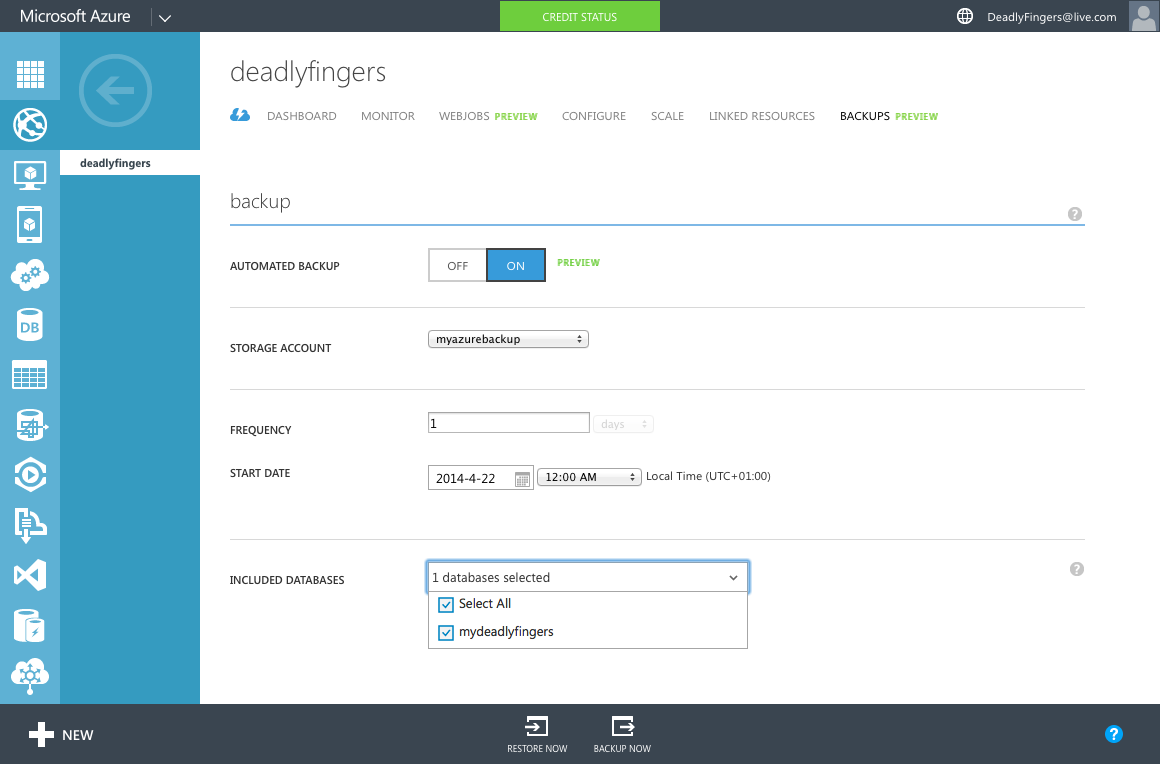 Microsoft Azure
CREDIT STATUS
DeadlyFingers@live.com
deadlyfingers
DASHBOARD MONITOR WEBJOBS PREVIEW CONFIGURE SCALE LINKED RESOURCES BACKUPS PREVIEW
deadlyfingers
backup
?
AUTOMATED BACKUP OFF ON PREVIEW
STORAGE ACCOUNT myazurebackup
FREQUENCY 1 days
START DATE 2014-4-22 12:00 AM Local Time (UTC+01:00)
INCLUDED DATABASES 1 databases selected ?
Select All
mydeadlyfingers
DB
NEW
RESTORE NOW
BACKUP NOW
?